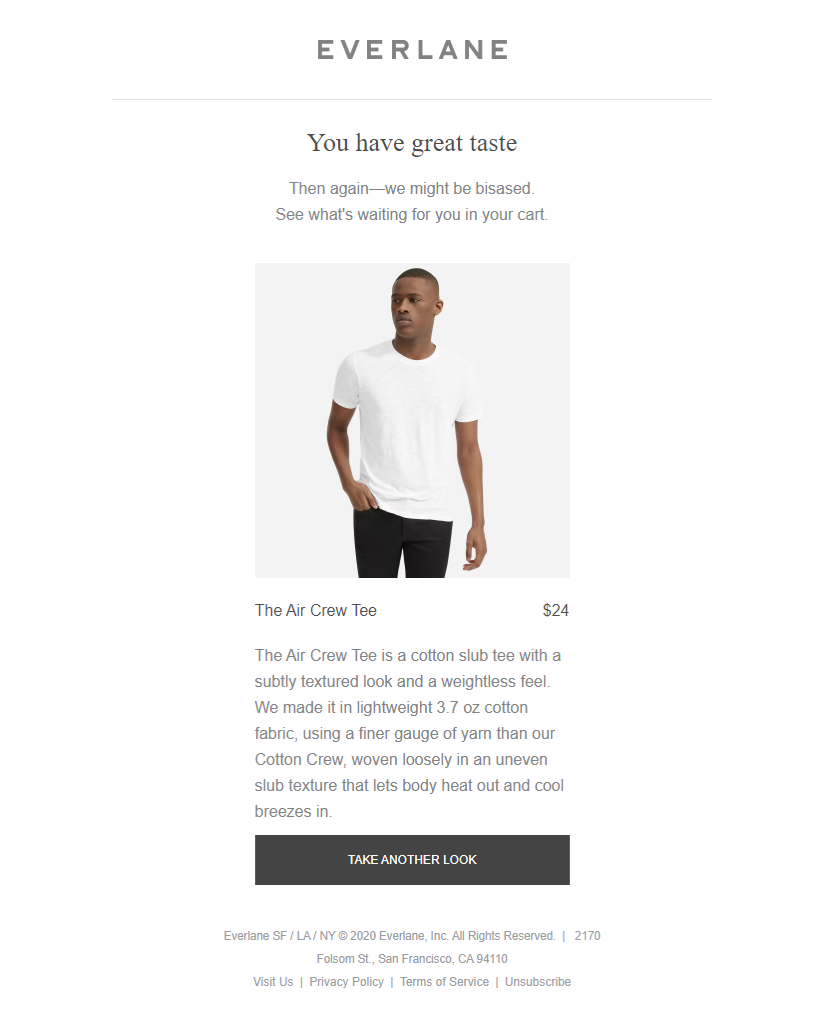 EVERLANE
You have great taste
Then again—we might be bisased.
See what's waiting for you in your cart.
The Air Crew Tee $24
The Air Crew Tee is a cotton slub tee with a
subtly textured look and a weightless feel.
We made it in lightweight 3.7 oz cotton
fabric, using a finer gauge of yarn than our
Cotton Crew, woven loosely in an uneven
slub texture that lets body heat out and cool
breezes in.
TAKE ANOTHER LOOK
Everlane SF / LA / NY © 2020 Everlane, Inc. All Rights Reserved. | 2170
Folsom St., San Francisco, CA 94110
Visit Us | Privacy Policy | Terms of Service | Unsubscribe